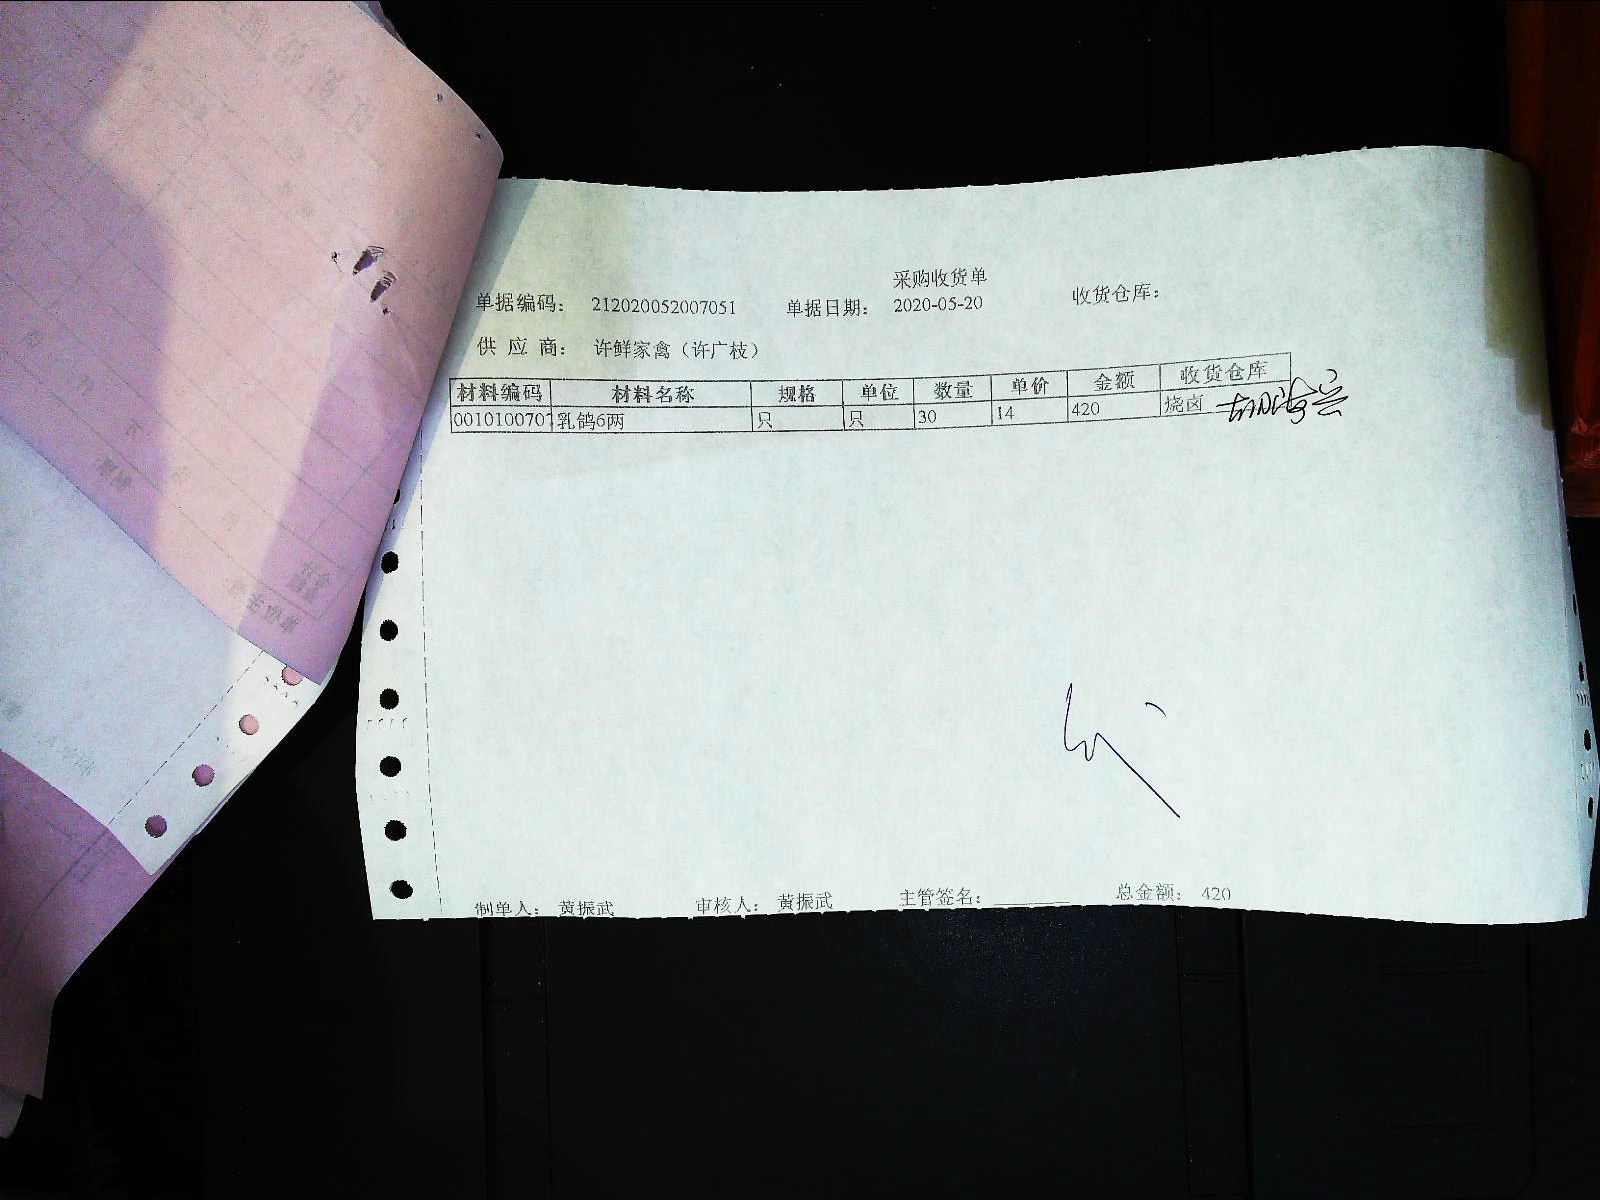 采购收货单
单据编码： 212020052007051 单据日期： 2020-05-20 收货仓库：
供 应 商： 许鲜家禽（许广枝）
材料编码 材料名称 规格 单位 数量 单价 金额 收货仓库
0010100707 乳鸽6两 只 只 30 14 420 烧卤
制单人： 黄振武 审核人： 黄振武 主管签名： 总金额： 420